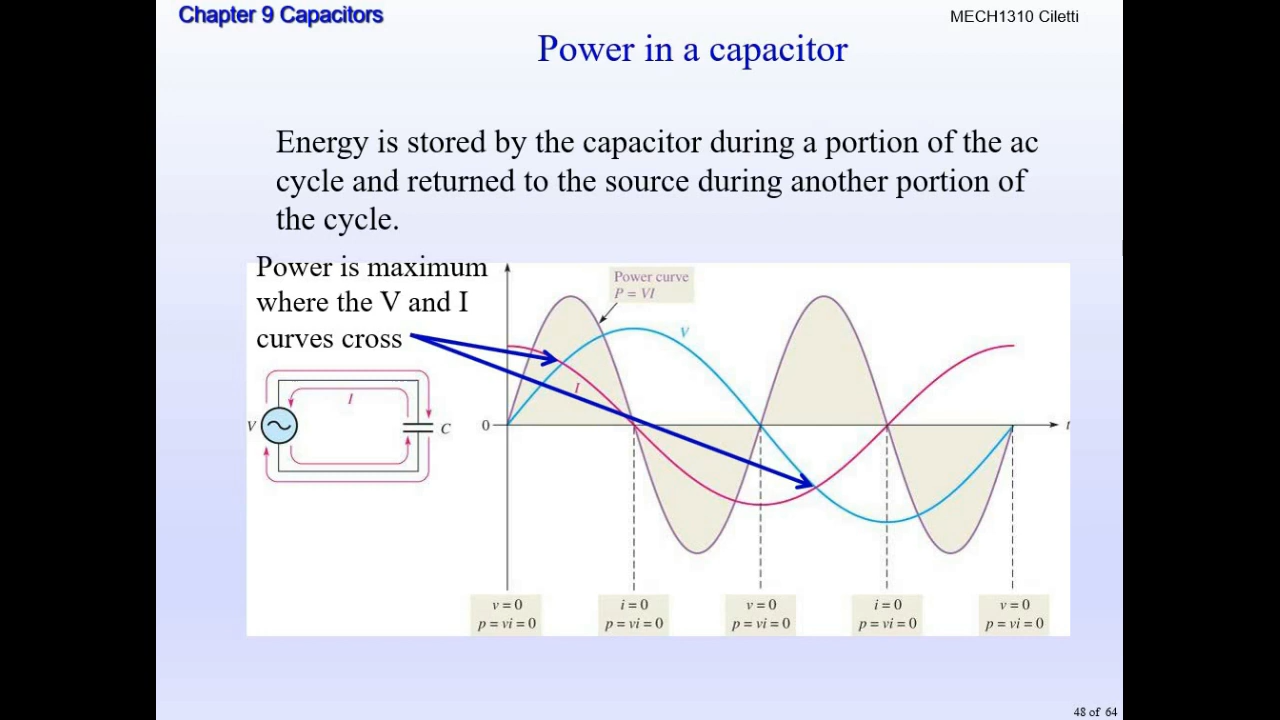 Chapter 9 Capacitors
MECH1310 Ciletti
Power in a capacitor
Energy is stored by the capacitor during a portion of the ac
cycle and returned to the source during another portion of
the cycle.
Power is maximum
where the V and I
curves cross
Power curve
P = VI
V
I
I
V
C
0
t
v = 0
p = vi = 0
i = 0
p = vi = 0
v = 0
p = vi = 0
i = 0
p = vi = 0
v = 0
p = vi = 0
48 of 64